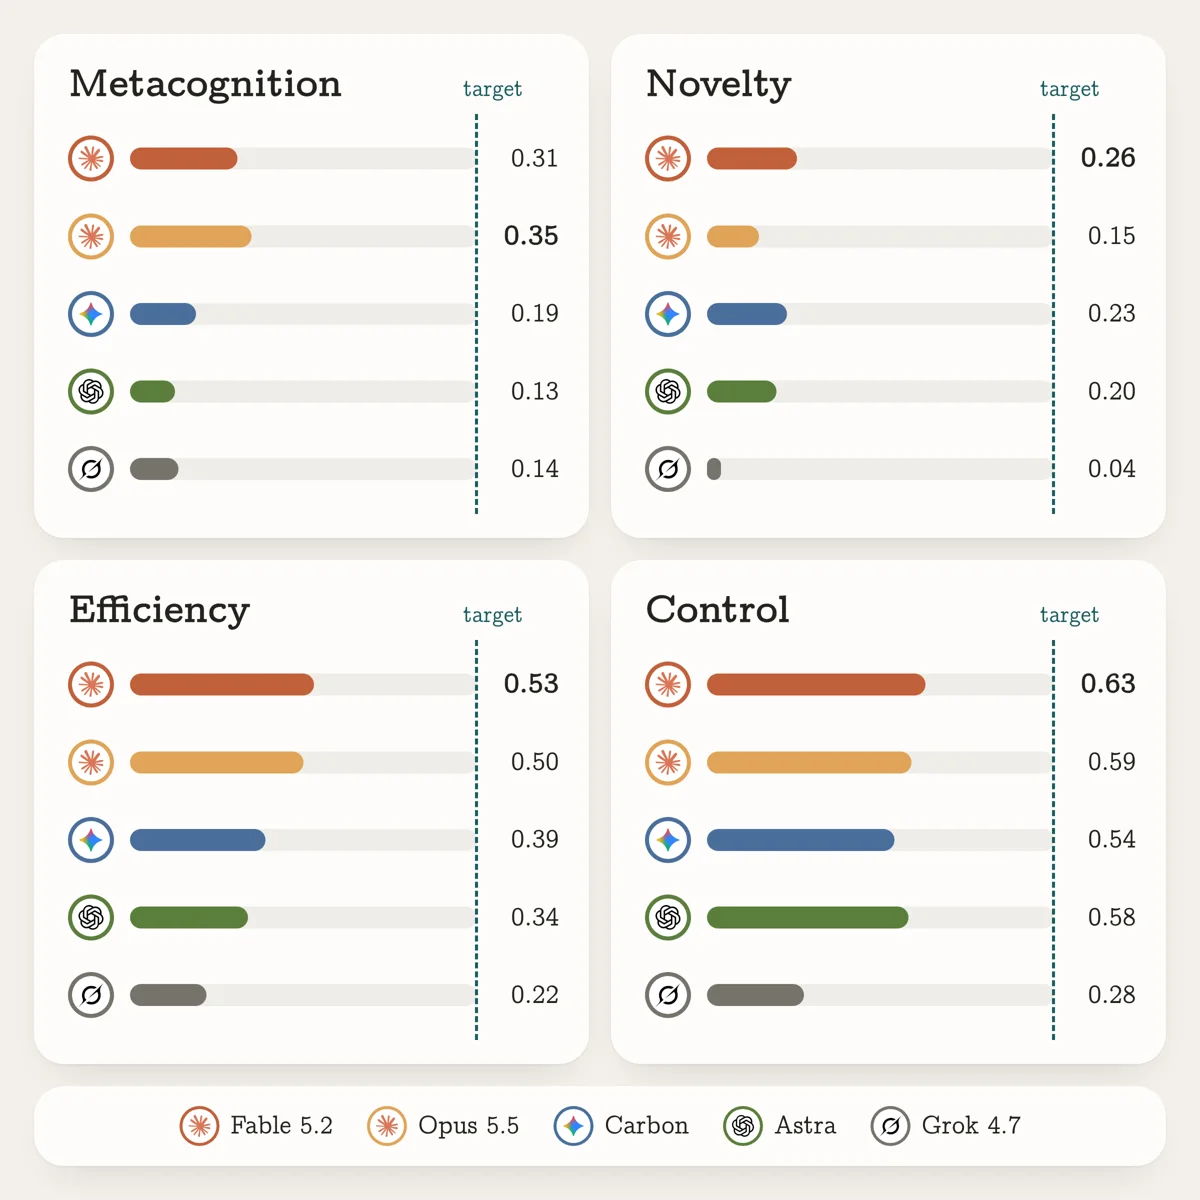 Metacognition
target
0.31
0.35
0.19
0.13
0.14
Novelty
target
0.26
0.15
0.23
0.20
0.04
Efficiency
target
0.53
0.50
0.39
0.34
0.22
Control
target
0.63
0.59
0.54
0.58
0.28
Fable 5.2
Opus 5.5
Carbon
Astra
Grok 4.7